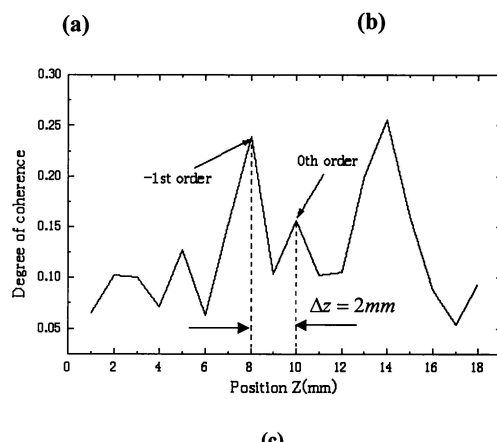 (a) (b)
0.30
0.25
0.20
0.15
0.10
0.05
Degree of coherence
-1st order
0th order
Δz = 2mm
0 2 4 6 8 10 12 14 16 18
Position Z(mm)
(c)